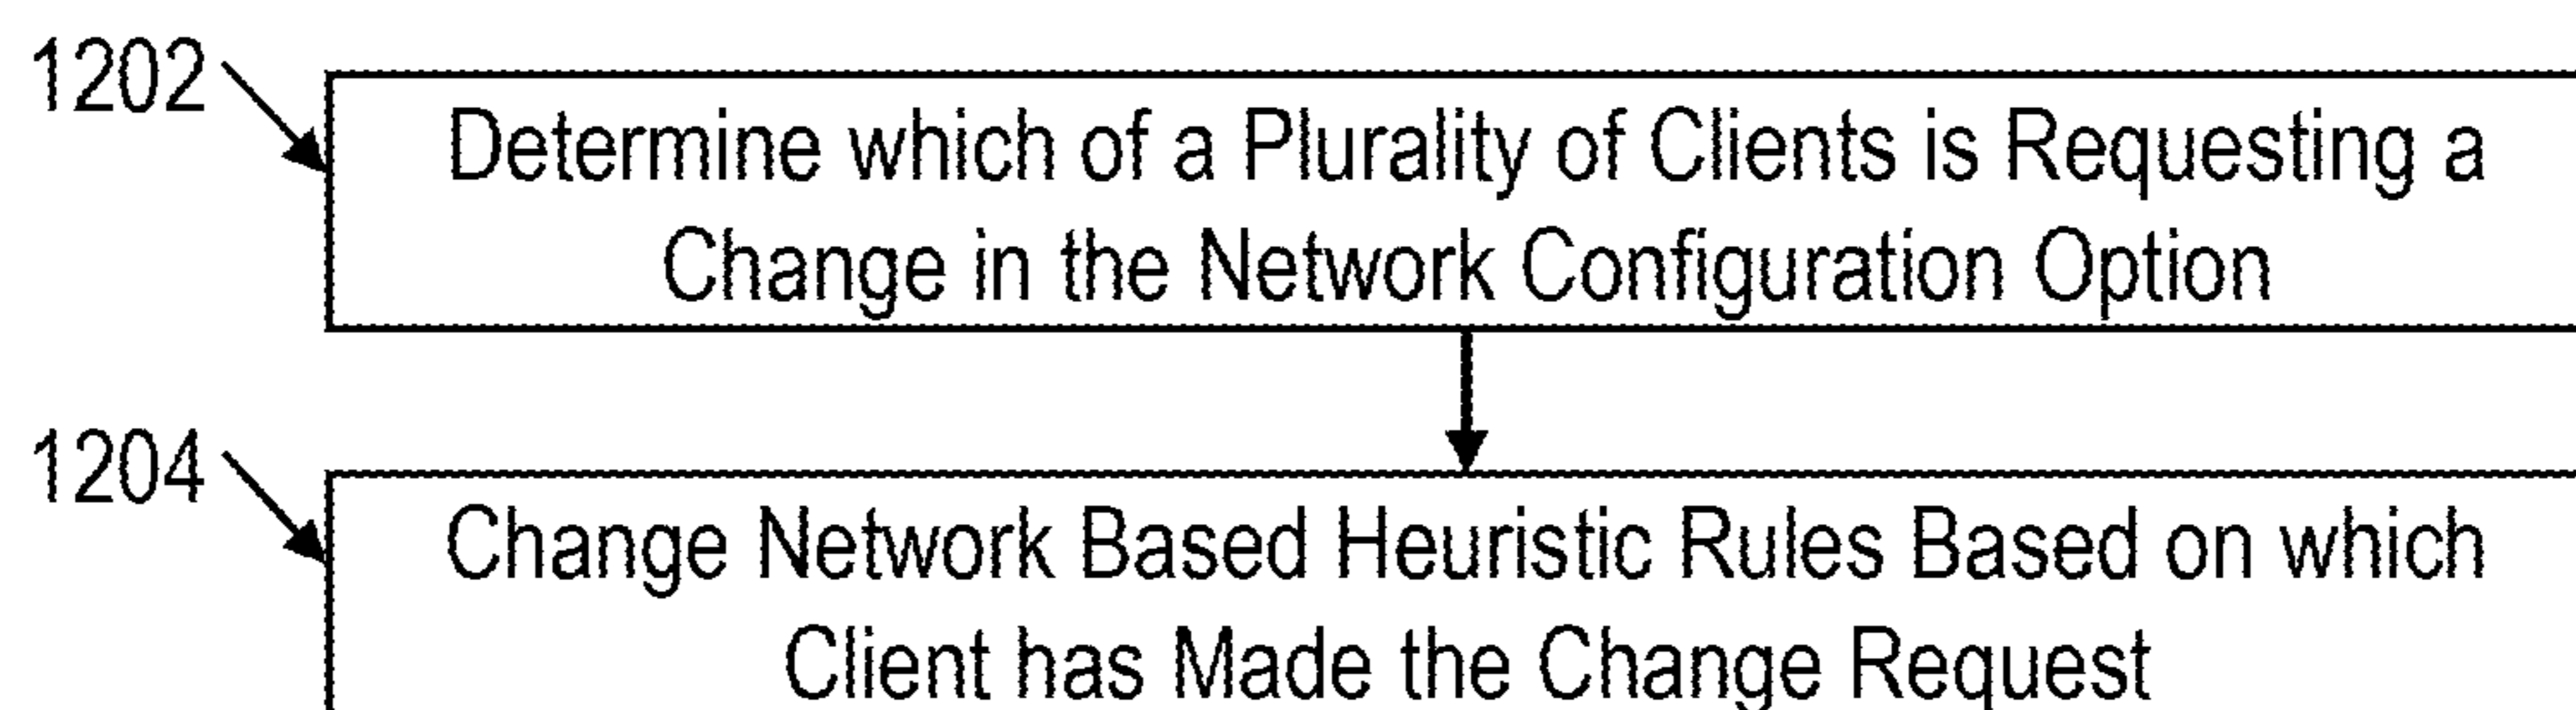 1202
Determine which of a Plurality of Clients is Requesting a
Change in the Network Configuration Option
1204
Change Network Based Heuristic Rules Based on which
Client has Made the Change Request